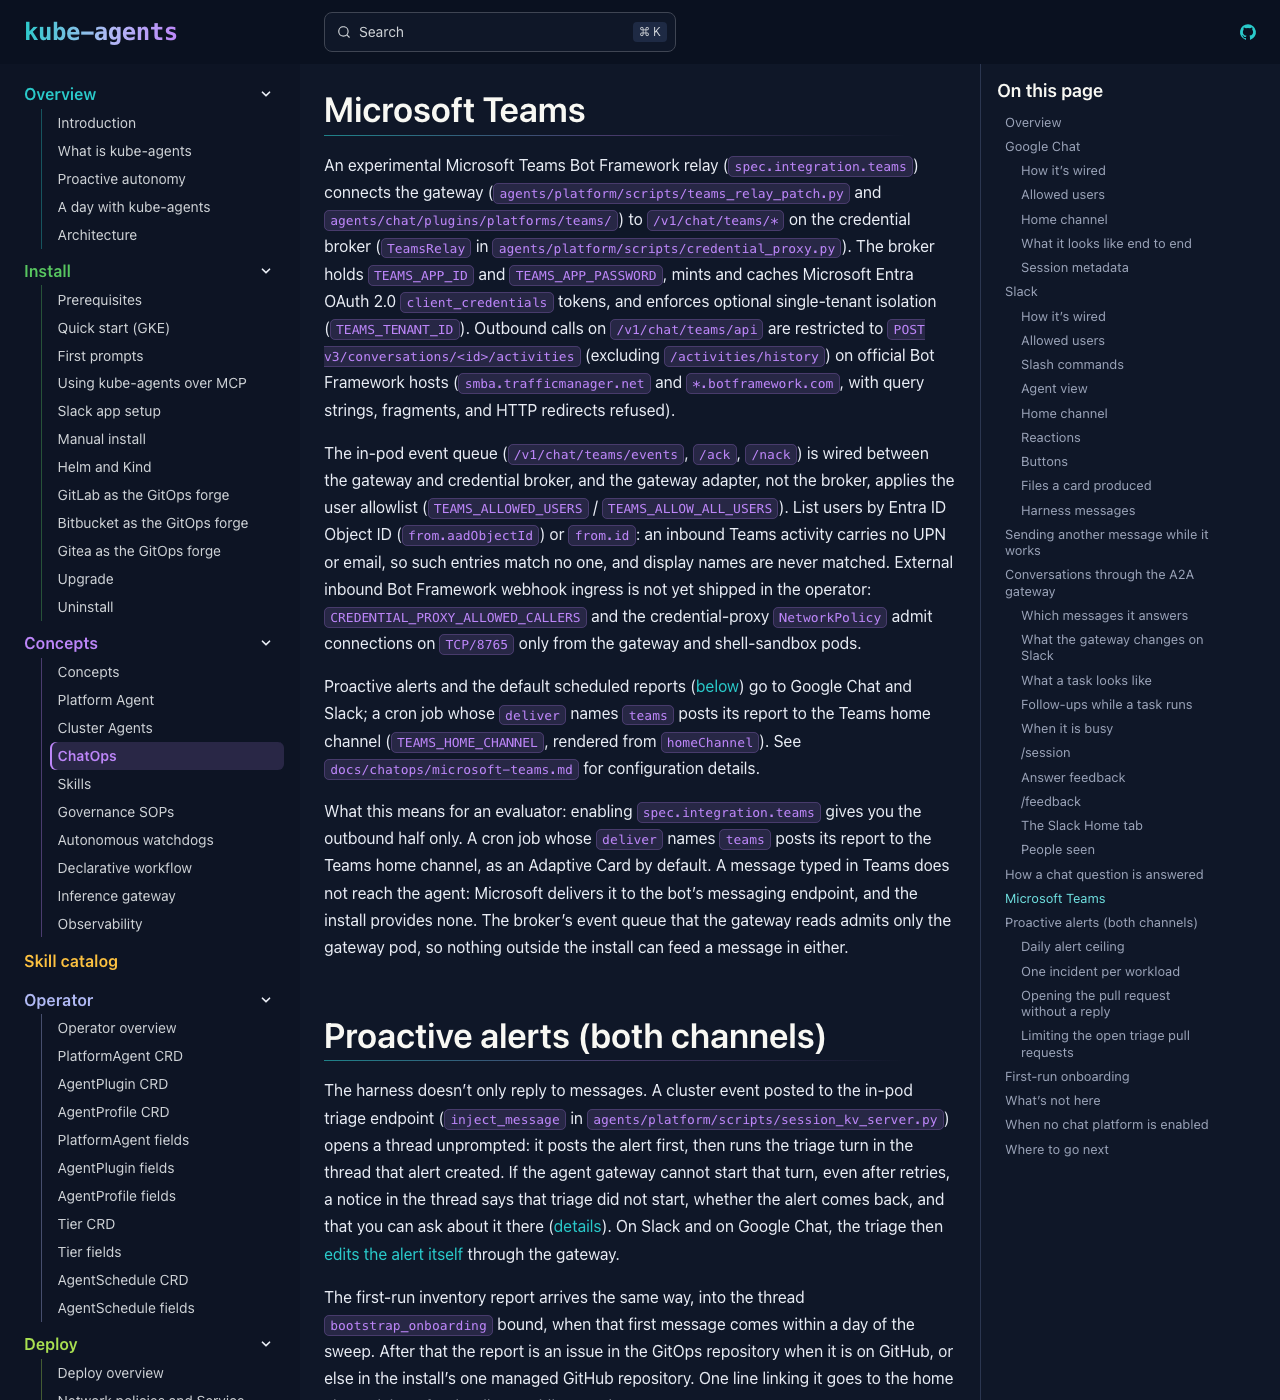 kube-agents
Search
⌘ K
Overview
Introduction
What is kube-agents
Proactive autonomy
A day with kube-agents
Architecture
Install
Prerequisites
Quick start (GKE)
First prompts
Using kube-agents over MCP
Slack app setup
Manual install
Helm and Kind
GitLab as the GitOps forge
Bitbucket as the GitOps forge
Gitea as the GitOps forge
Upgrade
Uninstall
Concepts
Concepts
Platform Agent
Cluster Agents
ChatOps
Skills
Governance SOPs
Autonomous watchdogs
Declarative workflow
Inference gateway
Observability
Skill catalog
Operator
Operator overview
PlatformAgent CRD
AgentPlugin CRD
AgentProfile CRD
PlatformAgent fields
AgentPlugin fields
AgentProfile fields
Tier CRD
Tier fields
AgentSchedule CRD
AgentSchedule fields
Deploy
Deploy overview
Microsoft Teams
An experimental Microsoft Teams Bot Framework relay (spec.integration.teams)
connects the gateway (agents/platform/scripts/teams_relay_patch.py and
agents/chat/plugins/platforms/teams/) to /v1/chat/teams/* on the credential
broker (TeamsRelay in agents/platform/scripts/credential_proxy.py). The broker
holds TEAMS_APP_ID and TEAMS_APP_PASSWORD, mints and caches Microsoft Entra
OAuth 2.0 client_credentials tokens, and enforces optional single-tenant isolation
(TEAMS_TENANT_ID). Outbound calls on /v1/chat/teams/api are restricted to POST
v3/conversations/<id>/activities (excluding /activities/history) on official Bot
Framework hosts (smba.trafficmanager.net and *.botframework.com, with query
strings, fragments, and HTTP redirects refused).
The in-pod event queue (/v1/chat/teams/events, /ack, /nack) is wired between
the gateway and credential broker, and the gateway adapter, not the broker, applies the
user allowlist (TEAMS_ALLOWED_USERS / TEAMS_ALLOW_ALL_USERS). List users by Entra ID
Object ID (from.aadObjectId) or from.id: an inbound Teams activity carries no UPN
or email, so such entries match no one, and display names are never matched. External
inbound Bot Framework webhook ingress is not yet shipped in the operator:
CREDENTIAL_PROXY_ALLOWED_CALLERS and the credential-proxy NetworkPolicy admit
connections on TCP/8765 only from the gateway and shell-sandbox pods.
Proactive alerts and the default scheduled reports (below) go to Google Chat and
Slack; a cron job whose deliver names teams posts its report to the Teams home
channel (TEAMS_HOME_CHANNEL, rendered from homeChannel). See
docs/chatops/microsoft-teams.md for configuration details.
What this means for an evaluator: enabling spec.integration.teams gives you the
outbound half only. A cron job whose deliver names teams posts its report to the
Teams home channel, as an Adaptive Card by default. A message typed in Teams does
not reach the agent: Microsoft delivers it to the bot's messaging endpoint, and the
install provides none. The broker's event queue that the gateway reads admits only the
gateway pod, so nothing outside the install can feed a message in either.
Proactive alerts (both channels)
The harness doesn't only reply to messages. A cluster event posted to the in-pod
triage endpoint (inject_message in agents/platform/scripts/session_kv_server.py)
opens a thread unprompted: it posts the alert first, then runs the triage turn in the
thread that alert created. If the agent gateway cannot start that turn, even after retries,
a notice in the thread says that triage did not start, whether the alert comes back, and
that you can ask about it there (details). On Slack and on Google Chat, the triage then
edits the alert itself through the gateway.
The first-run inventory report arrives the same way, into the thread
bootstrap_onboarding bound, when that first message comes within a day of the
sweep. After that the report is an issue in the GitOps repository when it is on GitHub, or
else in the install's one managed GitHub repository. One line linking it goes to the home
On this page
Overview
Google Chat
How it's wired
Allowed users
Home channel
What it looks like end to end
Session metadata
Slack
How it's wired
Allowed users
Slash commands
Agent view
Home channel
Reactions
Buttons
Files a card produced
Harness messages
Sending another message while it
works
Conversations through the A2A
gateway
Which messages it answers
What the gateway changes on
Slack
What a task looks like
Follow-ups while a task runs
When it is busy
/session
Answer feedback
/feedback
The Slack Home tab
People seen
How a chat question is answered
Microsoft Teams
Proactive alerts (both channels)
Daily alert ceiling
One incident per workload
Opening the pull request
without a reply
Limiting the open triage pull
requests
First-run onboarding
What's not here
When no chat platform is enabled
Where to go next